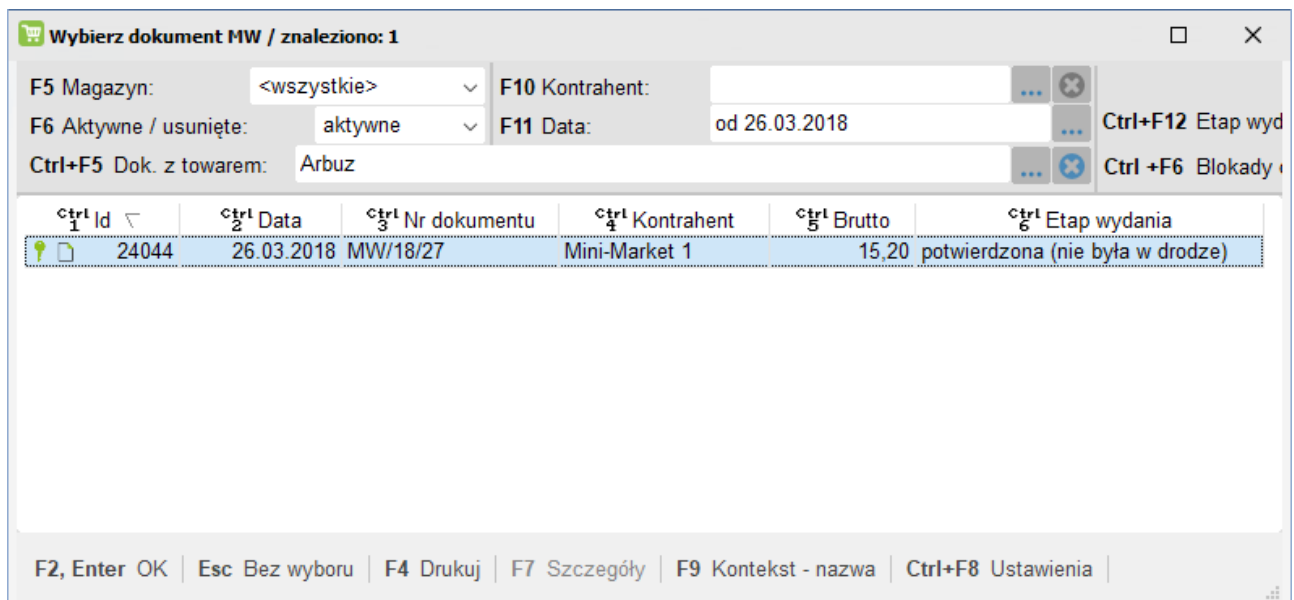 Wybierz dokument MW / znaleziono: 1
F5 Magazyn: <wszystkie> F10 Kontrahent: ...
F6 Aktywne / usunięte: aktywne F11 Data: od 26.03.2018 ... Ctrl+F12 Etap wyd
Ctrl+F5 Dok. z towarem: Arbuz ... Ctrl +F6 Blokady
Ctrl 1 Id Ctrl 2 Data Ctrl 3 Nr dokumentu Ctrl 4 Kontrahent Ctrl 5 Brutto Ctrl 6 Etap wydania
24044 26.03.2018 MW/18/27 Mini-Market 1 15,20 potwierdzona (nie była w drodze)
F2, Enter OK Esc Bez wyboru F4 Drukuj F7 Szczegóły F9 Kontekst - nazwa Ctrl+F8 Ustawienia